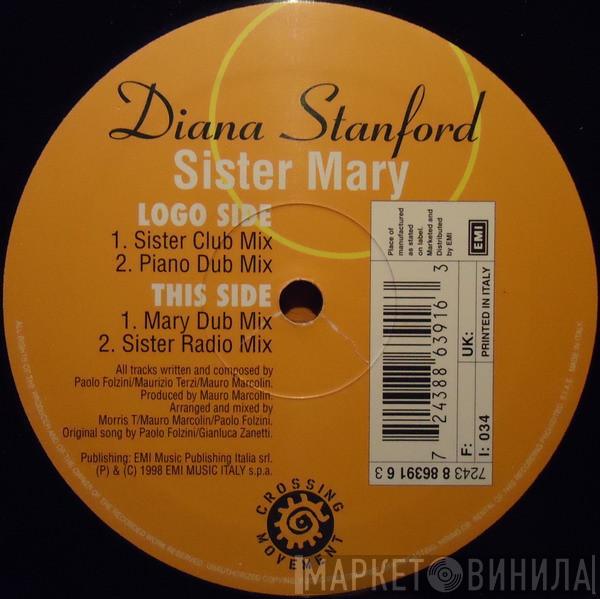 Diana Stanford
Sister Mary
LOGO SIDE
1. Sister Club Mix
2. Piano Dub Mix
THIS SIDE
1. Mary Dub Mix
2. Sister Radio Mix
All tracks written and composed by
Paolo Folzini/Maurizio Terzi/Mauro Marcolin.
Produced by Mauro Marcolin.
Arranged and mixed by
Morris T/Mauro Marcolin/Paolo Folzini.
Original song by Paolo Folzini/Gianluca Zanetti.
Publishing: EMI Music Publishing Italia srl.
(P) & (C) 1998 EMI MUSIC ITALY s.p.a.
CROSSING
MOVEMENT
Place of
manufactured
as stated
on label.
Marketed and
Distributed
by EMI
EMI
7 24388 63916 3
UK:
PRINTED IN ITALY
F:
I: 034
7243 8 86391 6 3
МАРКЕТ ВИНИЛА